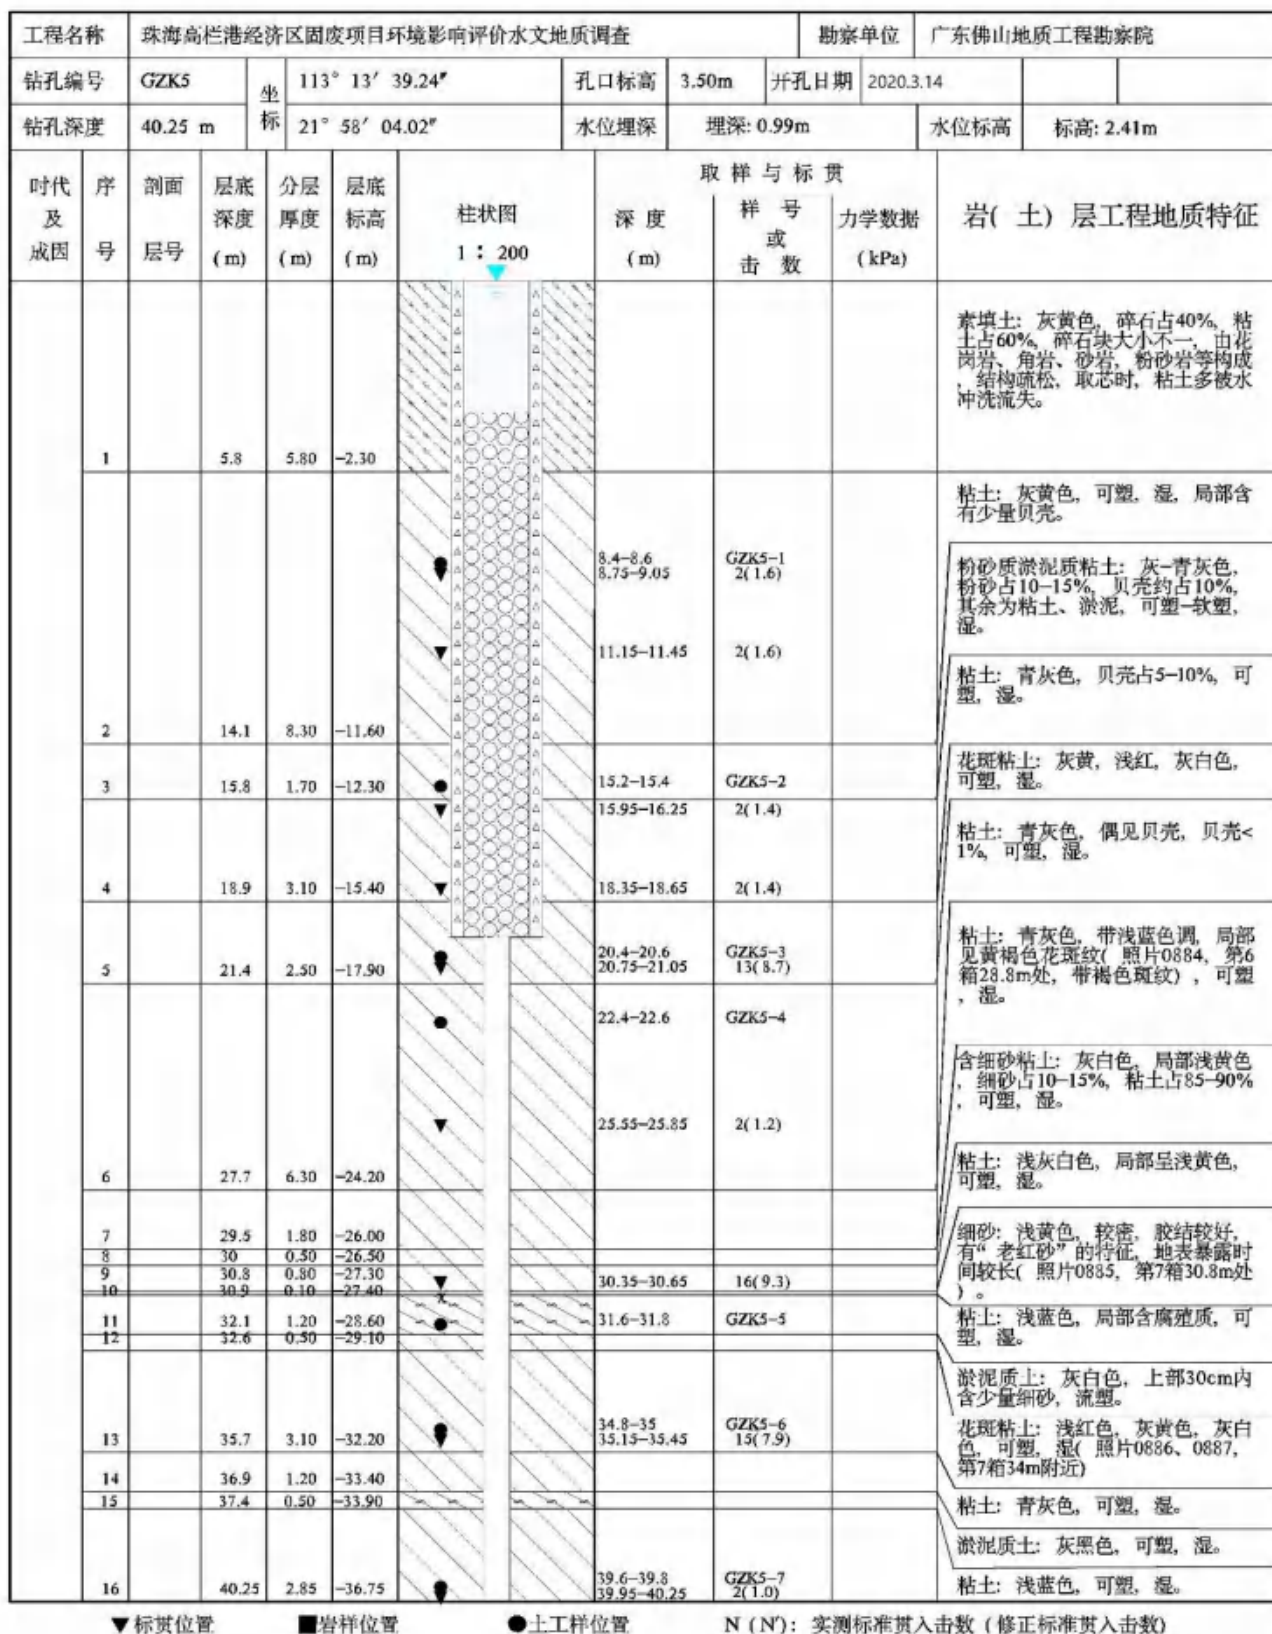 工程名称 珠海高栏港经济区固废项目环境影响评价水文地质调查 勘察单位 广东佛山地质工程勘察院
钻孔编号 GZK5 坐标 113° 13′ 39.24″ 孔口标高 3.50m 开孔日期 2020.3.14
钻孔深度 40.25 m 21° 58′ 04.02″ 水位埋深 埋深: 0.99m 水位标高 标高: 2.41m
时代及成因 序号 剖面层号 层底深度(m) 分层厚度(m) 层底标高(m) 柱状图 1：200 取样与标贯 深度(m) 样号或击数 力学数据(kPa) 岩( 土) 层工程地质特征
1 5.8 5.80 -2.30
2 14.1 8.30 -11.60
3 15.8 1.70 -12.30
4 18.9 3.10 -15.40
5 21.4 2.50 -17.90
6 27.7 6.30 -24.20
7 29.5 1.80 -26.00
8 30 0.50 -26.50
9 30.8 0.80 -27.30
10 30.9 0.10 -27.40
11 32.1 1.20 -28.60
12 32.6 0.50 -29.10
13 35.7 3.10 -32.20
14 36.9 1.20 -33.40
15 37.4 0.50 -33.90
16 40.25 2.85 -36.75
8.4-8.6 GZK5-1
8.75-9.05 2(1.6)
11.15-11.45 2(1.6)
15.2-15.4 GZK5-2
15.95-16.25 2(1.4)
18.35-18.65 2(1.4)
20.4-20.6 GZK5-3
20.75-21.05 13(8.7)
22.4-22.6 GZK5-4
25.55-25.85 2(1.2)
30.35-30.65 16(9.3)
31.6-31.8 GZK5-5
34.8-35 GZK5-6
35.15-35.45 15(7.9)
39.6-39.8 GZK5-7
39.95-40.25 2(1.0)
素填土: 灰黄色, 碎石占40%, 粘
土占60%, 碎石块大小不一, 由花
岗岩、角岩、砂岩, 粉砂岩等构成
, 结构疏松, 取芯时, 粘土多被水
冲洗流失。
粘土: 灰黄色, 可塑, 湿, 局部含
有少量贝壳。
粉砂质淤泥质粘土: 灰-青灰色,
粉砂占10-15%, 贝壳约占10%,
其余为粘土、淤泥, 可塑-软塑,
湿。
粘土: 青灰色, 贝壳占5-10%, 可
塑, 湿。
花斑粘土: 灰黄, 浅红, 灰白色,
可塑, 湿。
粘土: 青灰色, 偶见贝壳, 贝壳<
1%, 可塑, 湿。
粘土: 青灰色, 带浅蓝色调, 局部
见黄褐色花斑纹( 照片0884, 第6
箱28.8m处, 带褐色斑纹) , 可塑
, 湿。
含细砂粘土: 灰白色, 局部浅黄色
, 细砂占10-15%, 粘土占85-90%
, 可塑, 湿。
粘土: 浅灰白色, 局部呈浅黄色,
可塑, 湿。
细砂: 浅黄色, 较密, 胶结较好,
有“老红砂”的特征, 地表暴露时
间较长( 照片0885, 第7箱30.8m处
) 。
粘土: 浅蓝色, 局部含腐殖质, 可
塑, 湿。
淤泥质土: 灰白色, 上部30cm内
含少量细砂, 流塑。
花斑粘土: 浅红色, 灰黄色, 灰白
色, 可塑, 湿( 照片0886、0887,
第7箱34m附近)
粘土: 青灰色, 可塑, 湿。
淤泥质土: 灰黑色, 可塑, 湿。
粘土: 浅蓝色, 可塑, 湿。
▼标贯位置 ■岩样位置 ●土工样位置 N (N′): 实测标准贯入击数 (修正标准贯入击数)